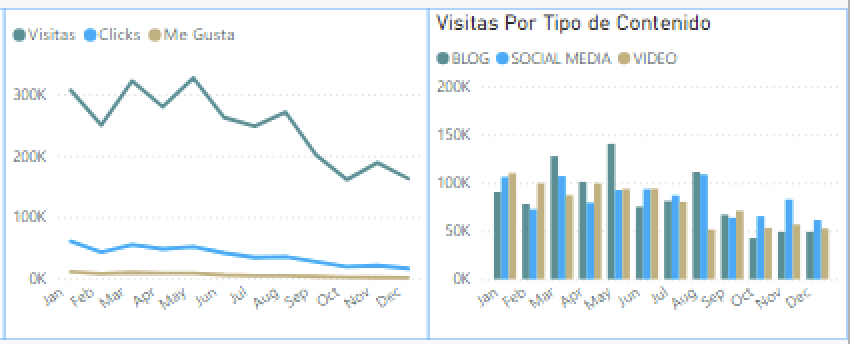 Visitas Clicks Me Gusta
300K
200K
100K
0K
Jan Feb Mar Apr May Jun Jul Aug Sep Oct Nov Dec
Visitas Por Tipo de Contenido
BLOG SOCIAL MEDIA VIDEO
200K
150K
100K
50K
0K
Jan Feb Mar Apr May Jun Jul Aug Sep Oct Nov Dec